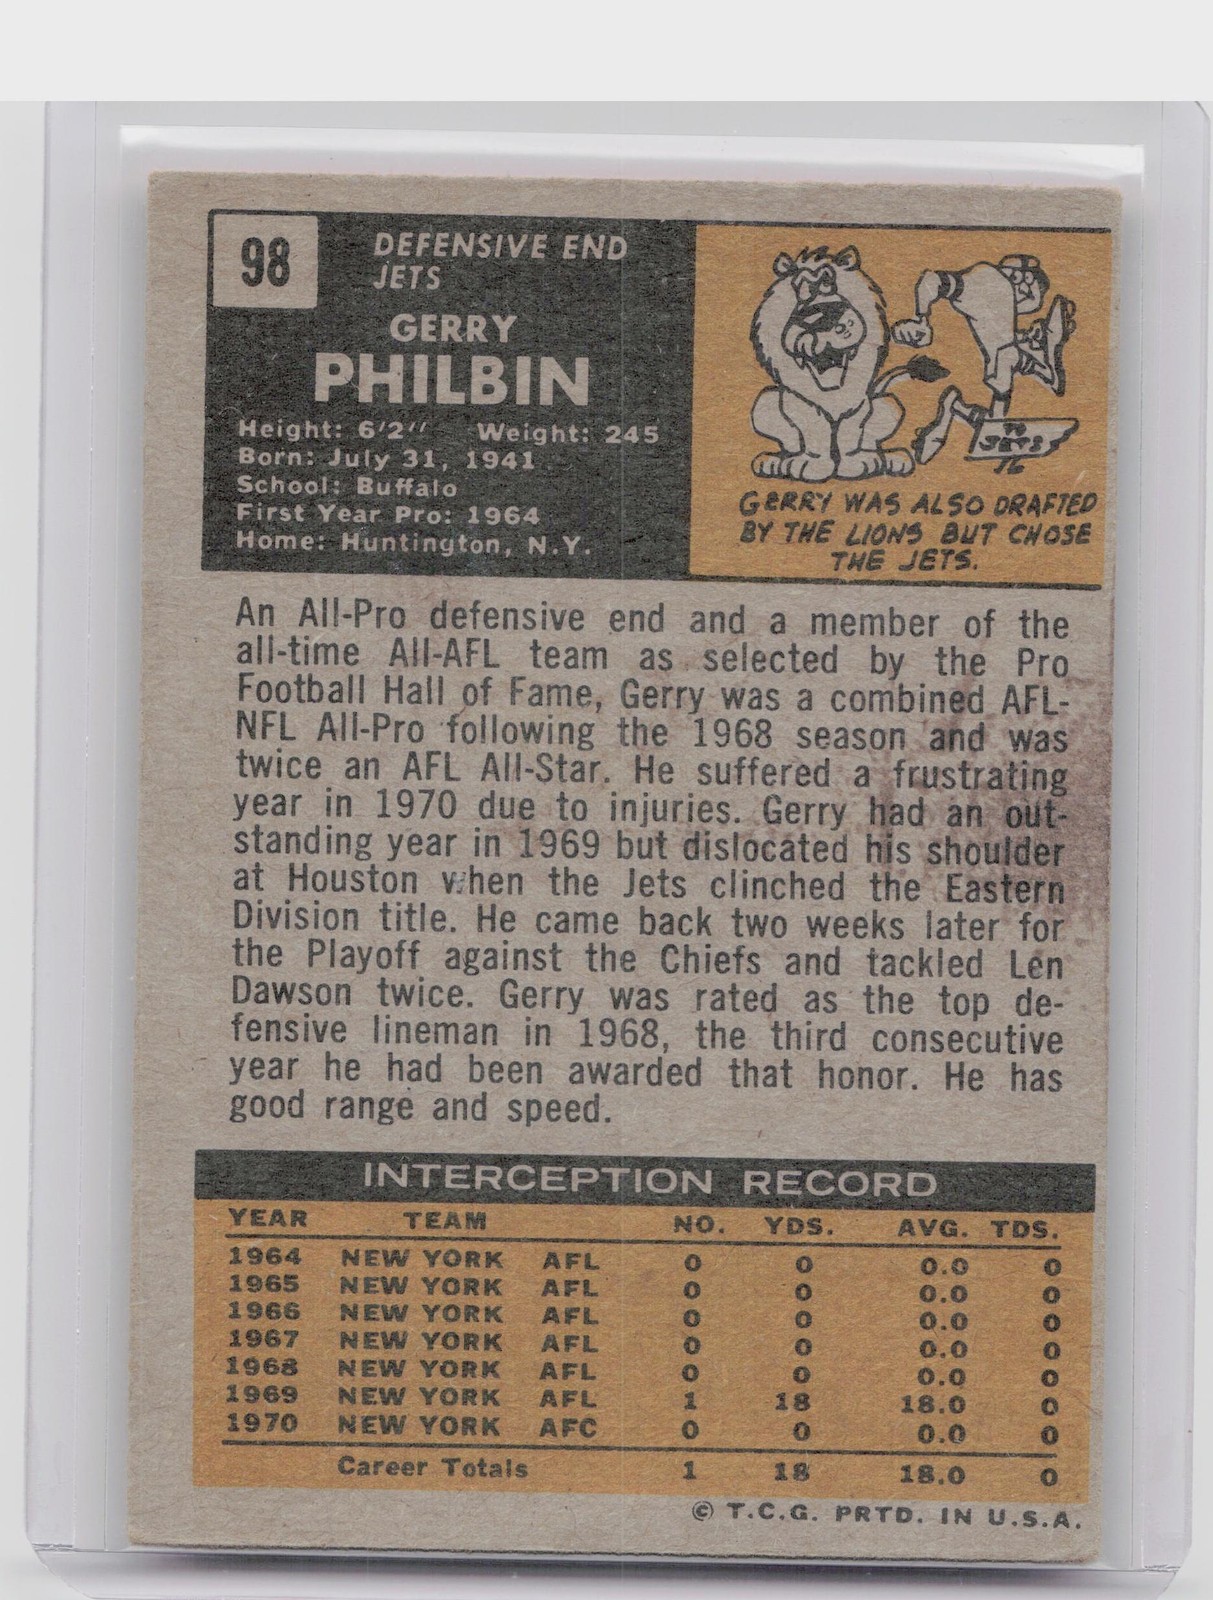 98
DEFENSIVE END
JETS
GERRY
PHILBIN
Height: 6'2" Weight: 245
Born: July 31, 1941
School: Buffalo
First Year Pro: 1964
Home: Huntington, N.Y.
TO
JETS
GERRY WAS ALSO DRAFTED
BY THE LIONS BUT CHOSE
THE JETS.
An All-Pro defensive end and a member of the
all-time All-AFL team as selected by the Pro
Football Hall of Fame, Gerry was a combined AFL-
NFL All-Pro following the 1968 season and was
twice an AFL All-Star. He suffered a frustrating
year in 1970 due to injuries. Gerry had an out-
standing year in 1969 but dislocated his shoulder
at Houston when the Jets clinched the Eastern
Division title. He came back two weeks later for
the Playoff against the Chiefs and tackled Len
Dawson twice. Gerry was rated as the top de-
fensive lineman in 1968, the third consecutive
year he had been awarded that honor. He has
good range and speed.
INTERCEPTION RECORD
YEAR TEAM NO. YDS. AVG. TDS.
1964 NEW YORK AFL 0 0 0.0 0
1965 NEW YORK AFL 0 0 0.0 0
1966 NEW YORK AFL 0 0 0.0 0
1967 NEW YORK AFL 0 0 0.0 0
1968 NEW YORK AFL 0 0 0.0 0
1969 NEW YORK AFL 1 18 18.0 0
1970 NEW YORK AFC 0 0 0.0 0
Career Totals 1 18 18.0 0
© T.C.G. PRTD. IN U.S.A.